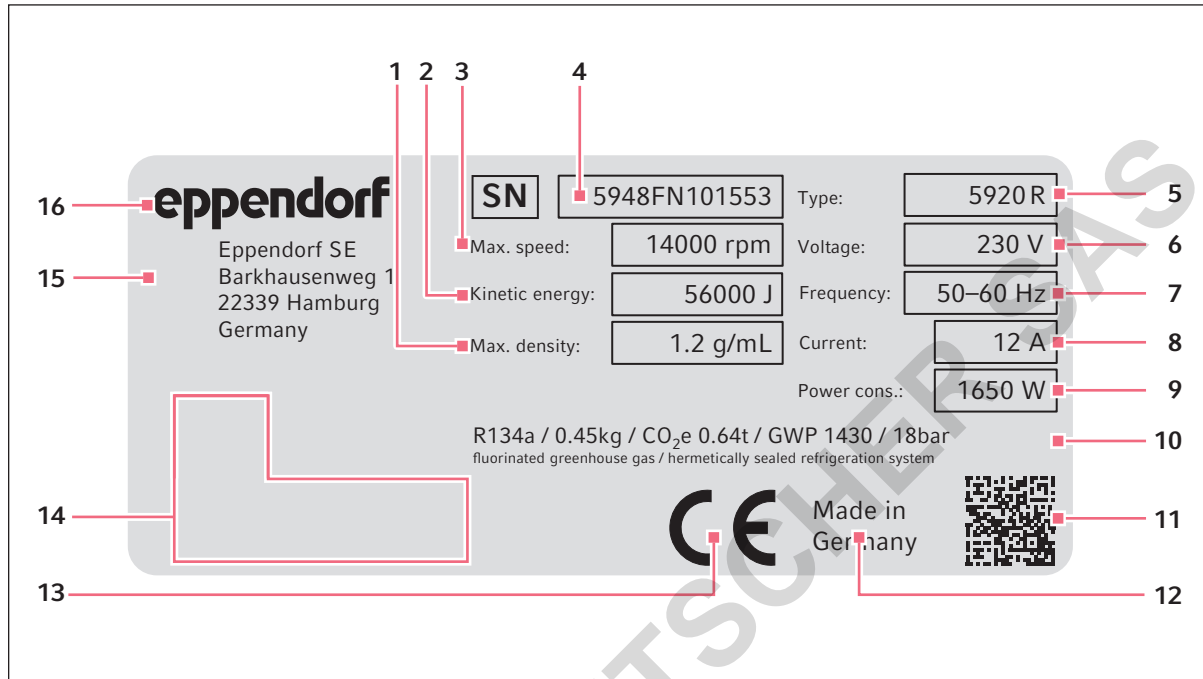 1 2 3 4
16 eppendorf SN 5948FN101553 Type: 5920 R 5
15 Eppendorf SE
Barkhausenweg 1
22339 Hamburg
Germany
Max. speed: 14000 rpm Voltage: 230 V 6
Kinetic energy: 56000 J Frequency: 50–60 Hz 7
Max. density: 1.2 g/mL Current: 12 A 8
Power cons.: 1650 W 9
R134a / 0.45kg / CO₂e 0.64t / GWP 1430 / 18bar 10
fluorinated greenhouse gas / hermetically sealed refrigeration system
14 CE Made in
Germany 11
13 12
TSCHER SAS